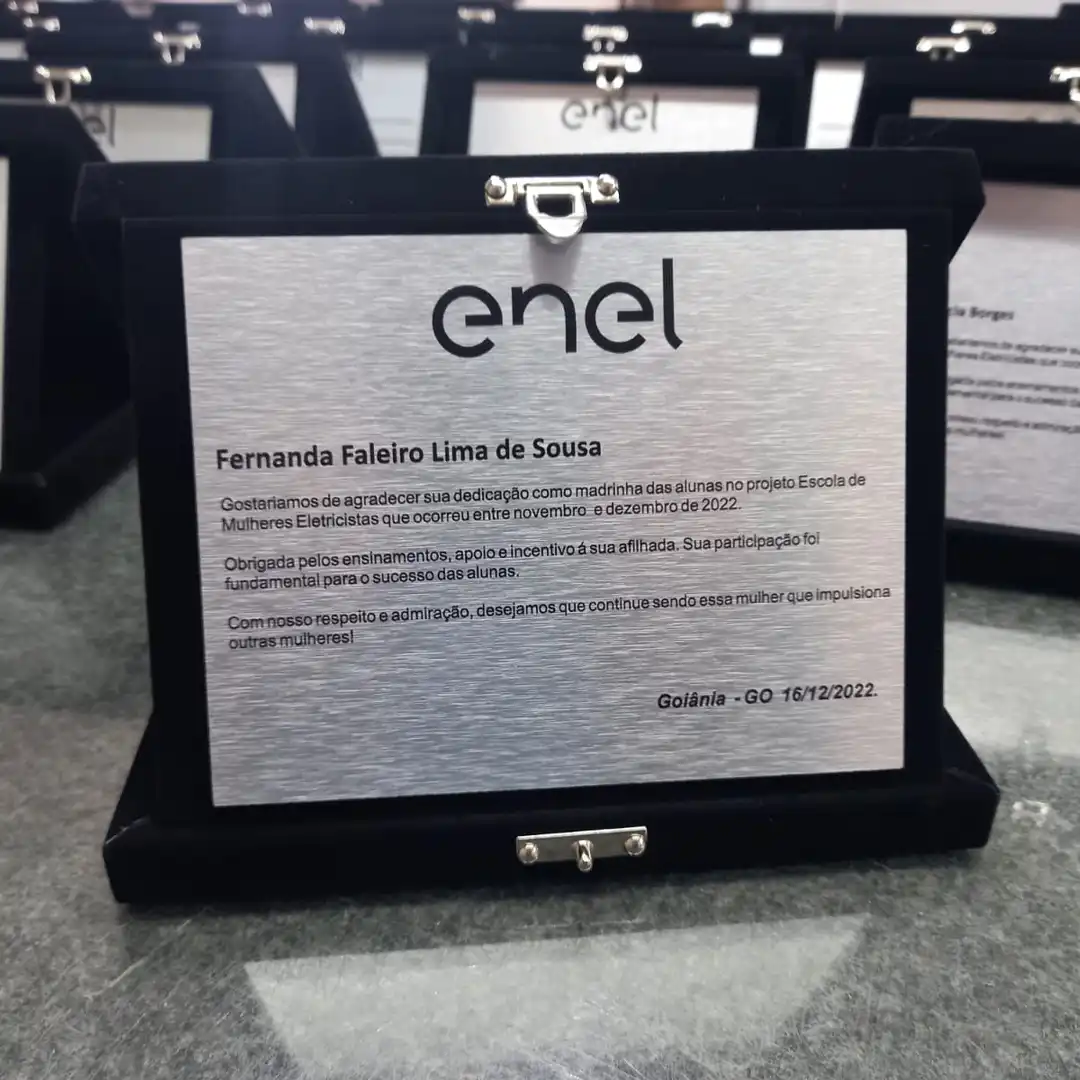 enel
enel
Fernanda Faleiro Lima de Sousa
Gostariamos de agradecer sua dedicação como madrinha das alunas no projeto Escola de
Mulheres Eletricistas que ocorreu entre novembro e dezembro de 2022.
Obrigada pelos ensinamentos, apoio e incentivo á sua afilhada. Sua participação foi
fundamental para o sucesso das alunas.
Com nosso respeito e admiração, desejamos que continue sendo essa mulher que impulsiona
outras mulheres!
Goiânia - GO 16/12/2022.
Borges